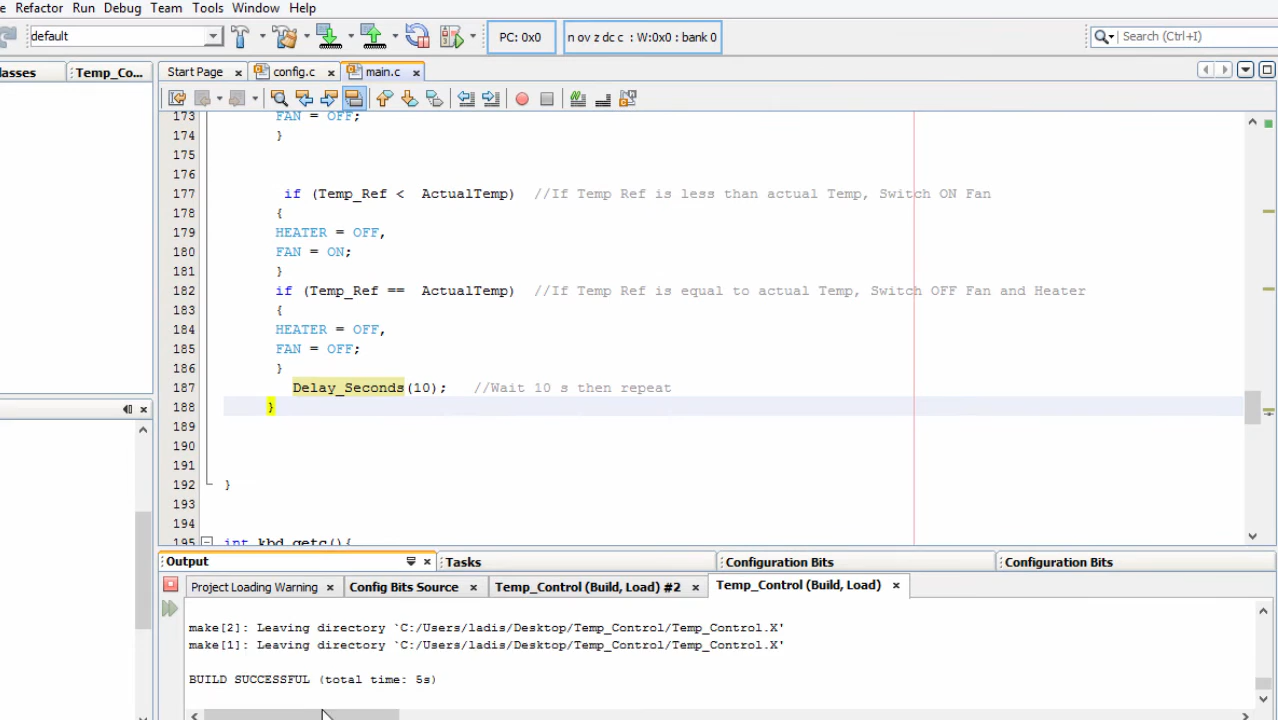 s Refactor Run Debug Team Tools Window Help
default PC: 0x0 n ov z dc c : W:0x0 : bank 0 Search (Ctrl+I)
lasses Temp_Co... Start Page config.c main.c
173 FAN = OFF;
174 }
175
176
177 if (Temp_Ref < ActualTemp) //If Temp Ref is less than actual Temp, Switch ON Fan
178 {
179 HEATER = OFF,
180 FAN = ON;
181 }
182 if (Temp_Ref == ActualTemp) //If Temp Ref is equal to actual Temp, Switch OFF Fan and Heater
183 {
184 HEATER = OFF,
185 FAN = OFF;
186 }
187 Delay_Seconds(10); //Wait 10 s then repeat
188 }
189
190
191
192 }
193
194
195 int kbd_getc(){
Output Tasks Configuration Bits Configuration Bits
Project Loading Warning Config Bits Source Temp_Control (Build, Load) #2 Temp_Control (Build, Load)
make[2]: Leaving directory `C:/Users/ladis/Desktop/Temp_Control/Temp_Control.X'
make[1]: Leaving directory `C:/Users/ladis/Desktop/Temp_Control/Temp_Control.X'
BUILD SUCCESSFUL (total time: 5s)